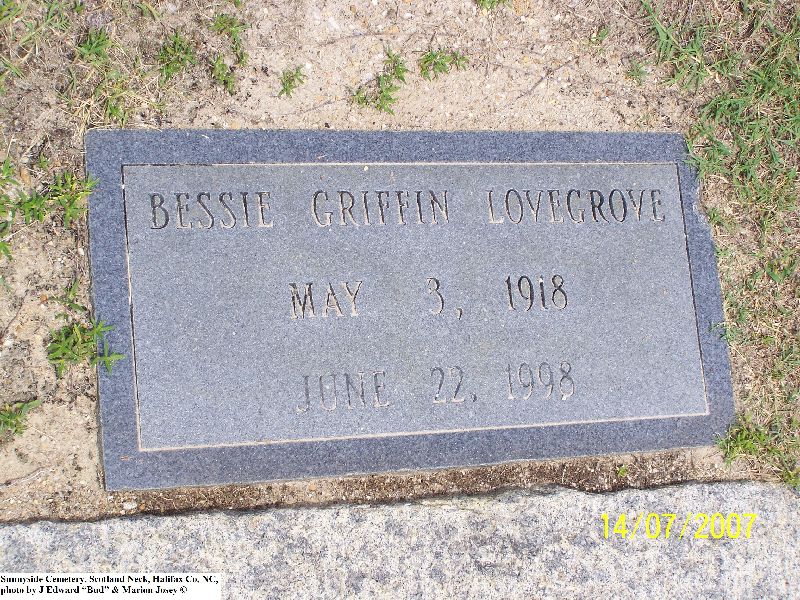 BESSIE GRIFFIN LOVEGROVE
MAY 3, 1918
JUNE 22, 1998
14/07/2007
Sunnyside Cemetery, Scotland Neck, Halifax Co, NC,
photo by J Edward "Bud" & Marion Josey ©